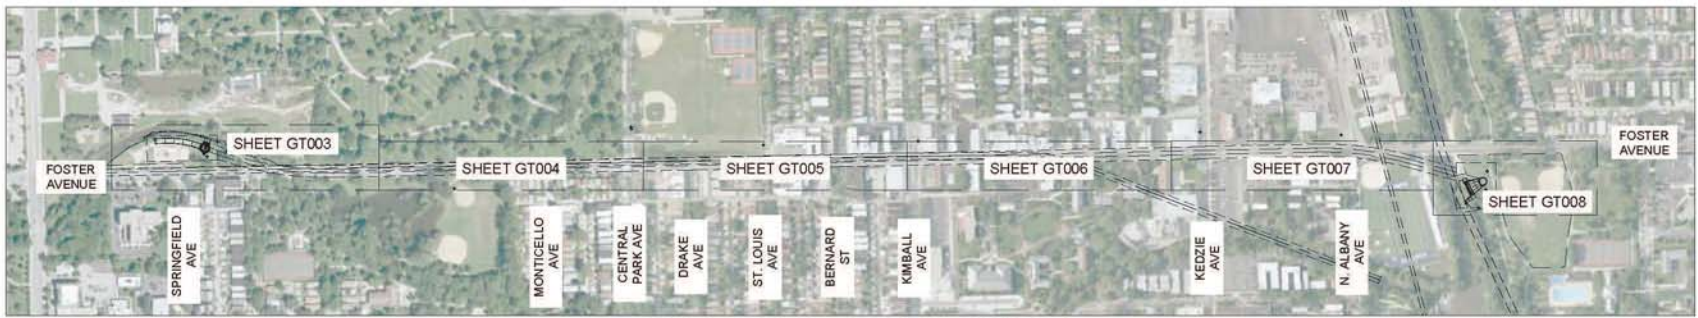 SHEET GT003
FOSTER
AVENUE
SHEET GT004
SHEET GT005
SHEET GT006
SHEET GT007
FOSTER
AVENUE
SHEET GT008
SPRINGFIELD
AVE
MONTICELLO
AVE
CENTRAL
PARK AVE
DRAKE
AVE
ST. LOUIS
AVE
BERNARD
ST
KIMBALL
AVE
KEDZIE
AVE
N. ALBANY
AVE